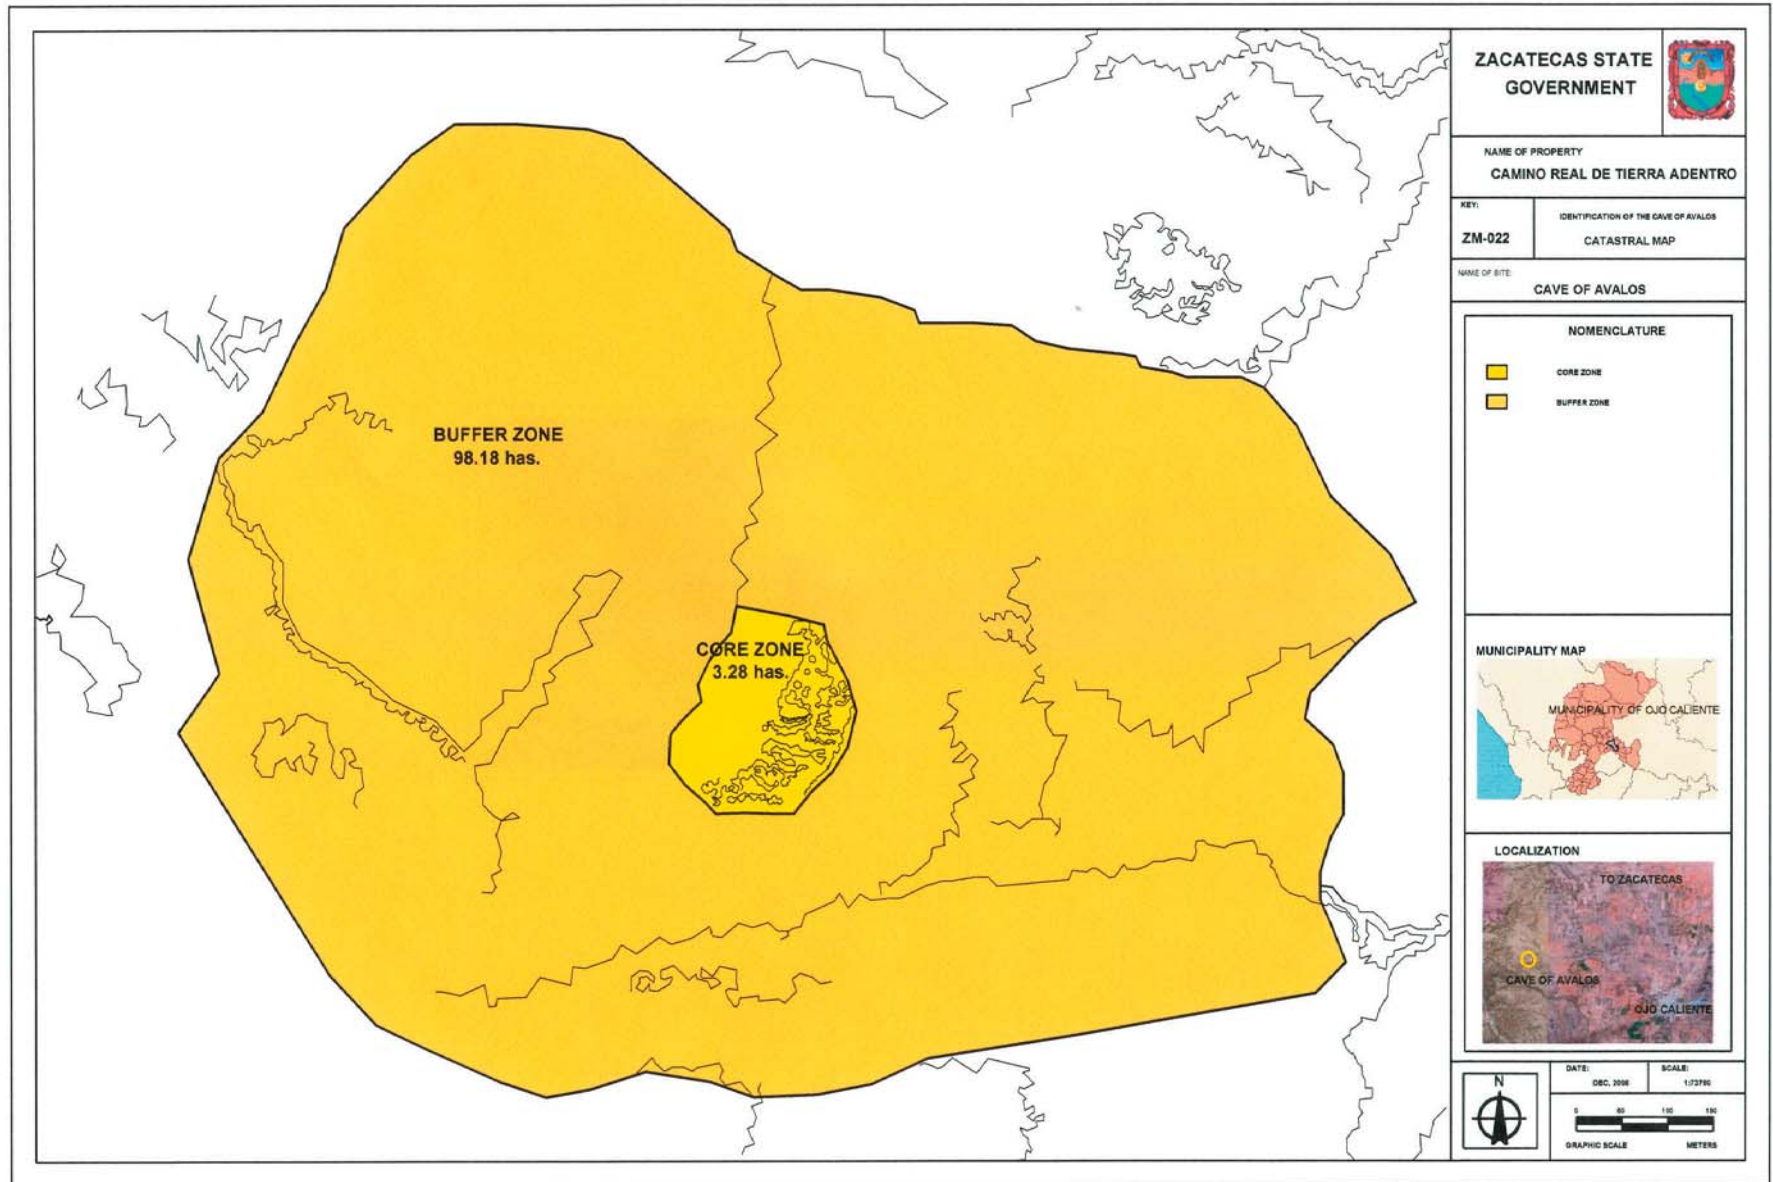 BUFFER ZONE
98.18 has.
CORE ZONE
3.28 has.
ZACATECAS STATE
GOVERNMENT
NAME OF PROPERTY
CAMINO REAL DE TIERRA ADENTRO
KEY:
ZM-022
IDENTIFICATION OF THE CAVE OF AVALOS
CATASTRAL MAP
NAME OF SITE:
CAVE OF AVALOS
NOMENCLATURE
CORE ZONE
BUFFER ZONE
MUNICIPALITY MAP
MUNICIPALITY OF OJO CALIENTE
LOCALIZATION
TO ZACATECAS
CAVE OF AVALOS
OJO CALIENTE
N
DATE:
DEC,
SCALE:
0 100
GRAPHIC SCALE METERS